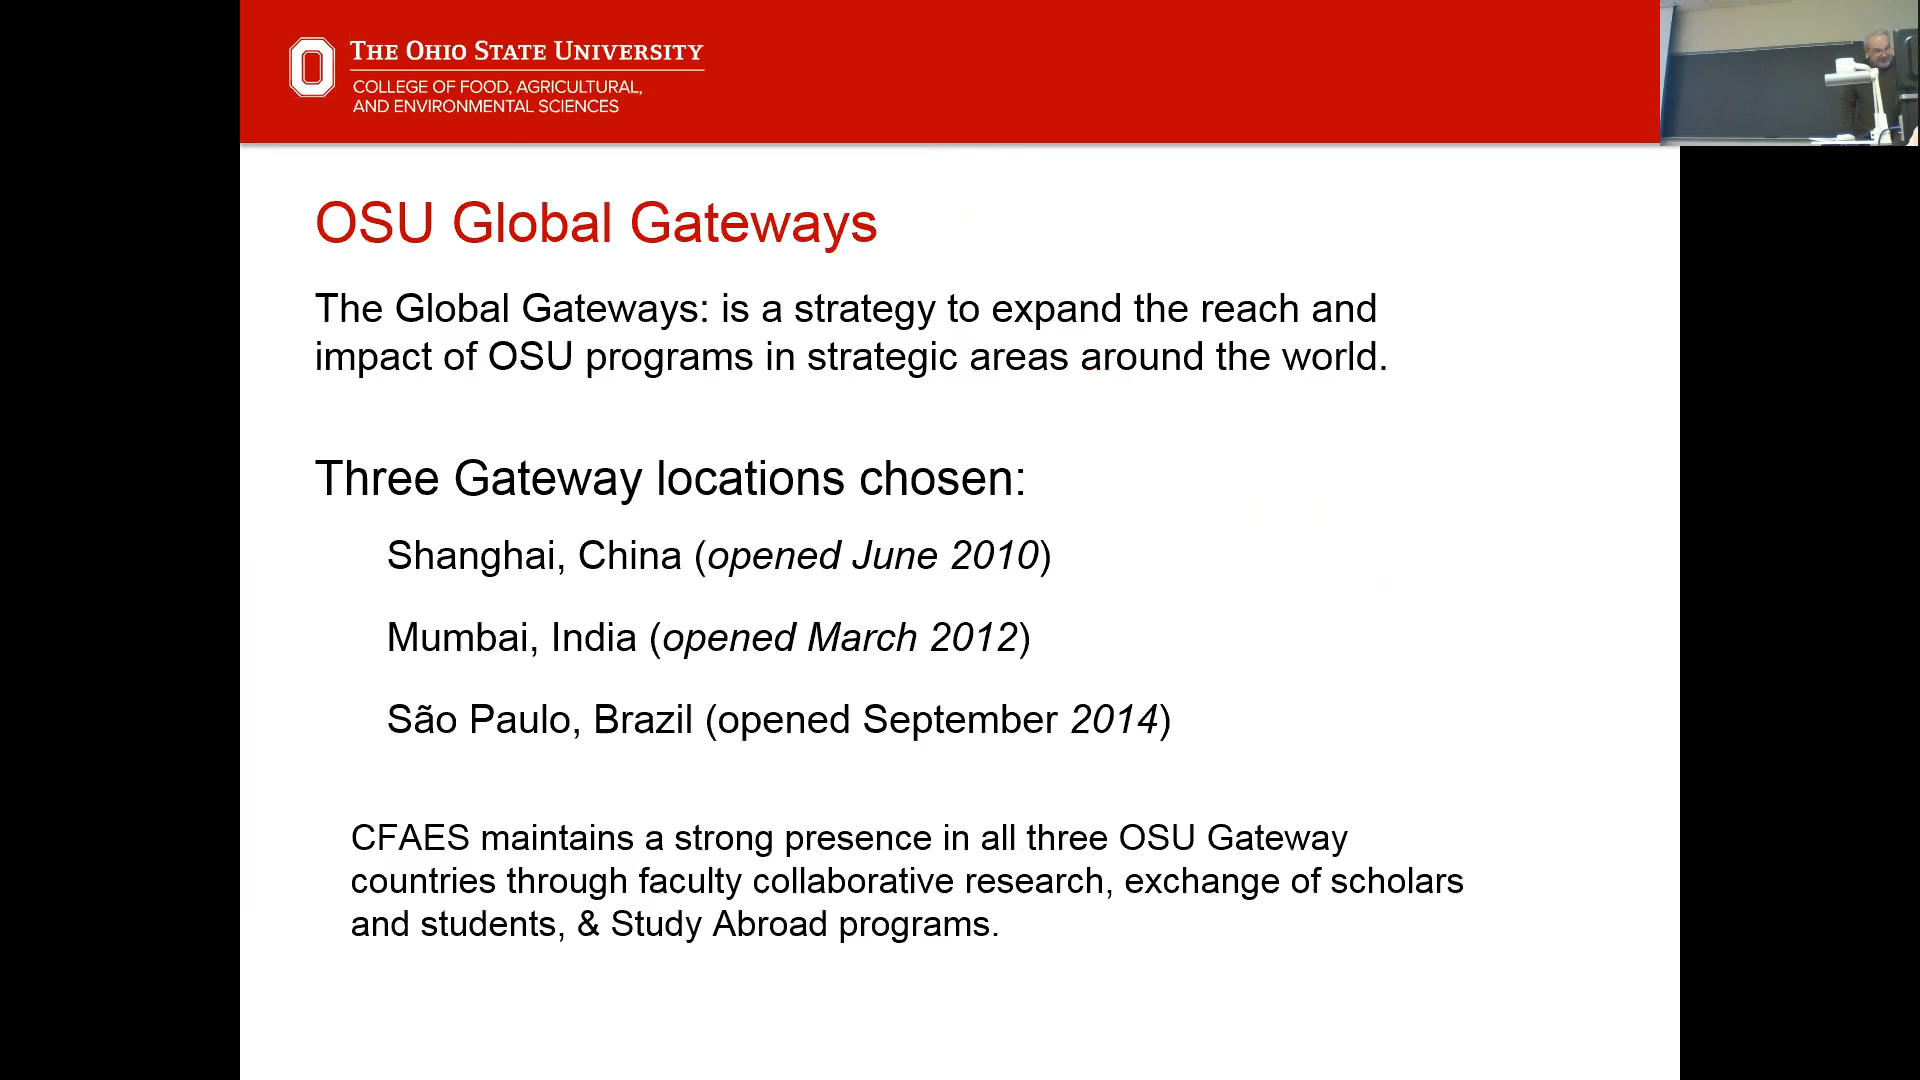 THE OHIO STATE UNIVERSITY
COLLEGE OF FOOD, AGRICULTURAL,
AND ENVIRONMENTAL SCIENCES
OSU Global Gateways
The Global Gateways: is a strategy to expand the reach and
impact of OSU programs in strategic areas around the world.
Three Gateway locations chosen:
Shanghai, China (opened June 2010)
Mumbai, India (opened March 2012)
São Paulo, Brazil (opened September 2014)
CFAES maintains a strong presence in all three OSU Gateway
countries through faculty collaborative research, exchange of scholars
and students, & Study Abroad programs.